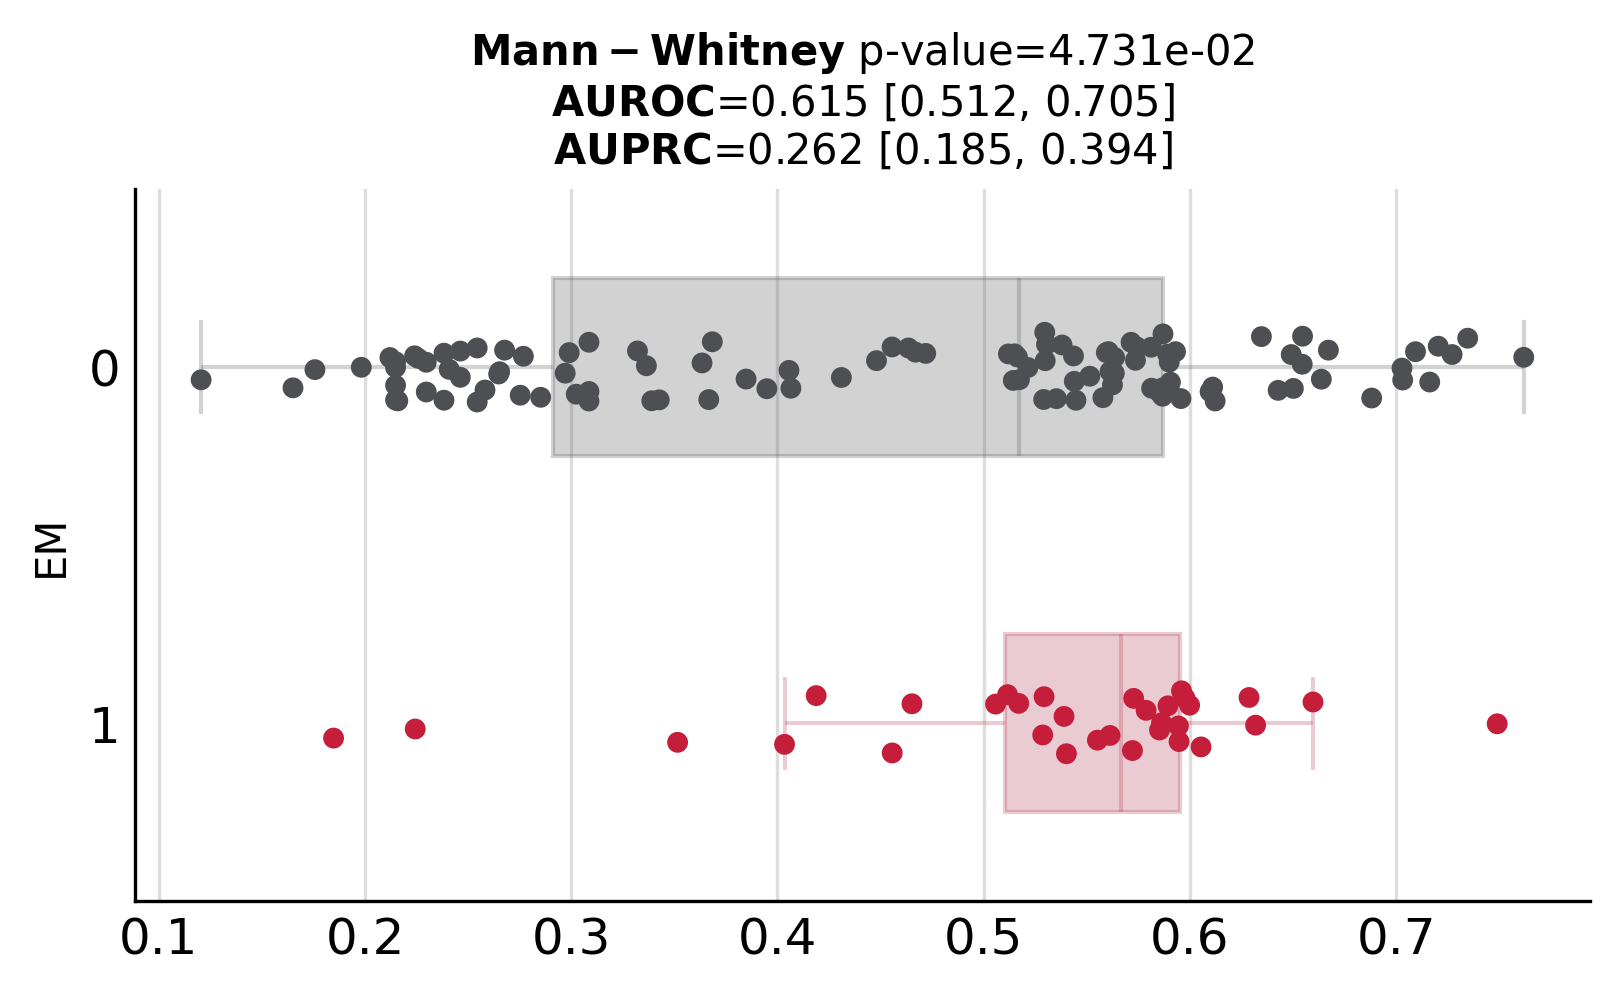 Mann − Whitney p-value=4.731e-02
AUROC=0.615 [0.512, 0.705]
AUPRC=0.262 [0.185, 0.394]
0
EM
1
0.1 0.2 0.3 0.4 0.5 0.6 0.7